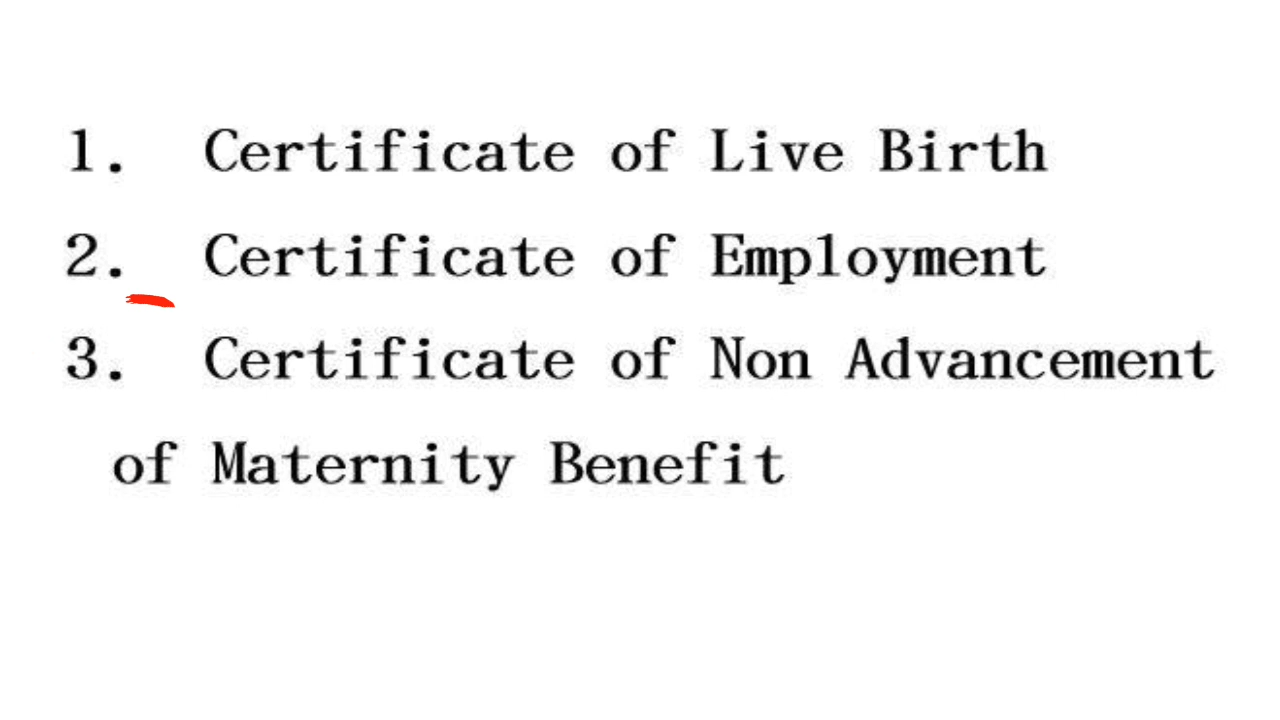 1. Certificate of Live Birth
2. Certificate of Employment
3. Certificate of Non Advancement
of Maternity Benefit